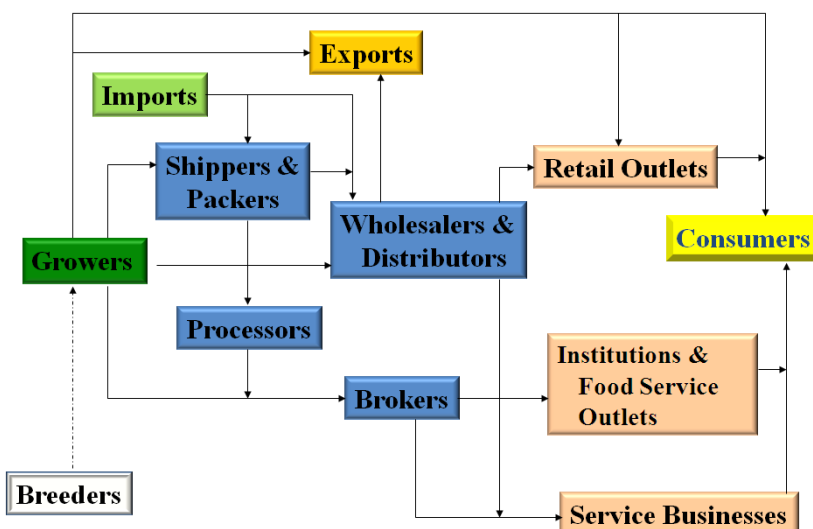 Exports
Imports
Shippers &
Packers
Retail Outlets
Wholesalers &
Distributors
Consumers
Growers
Processors
Institutions &
Food Service
Outlets
Brokers
Breeders
Service Businesses